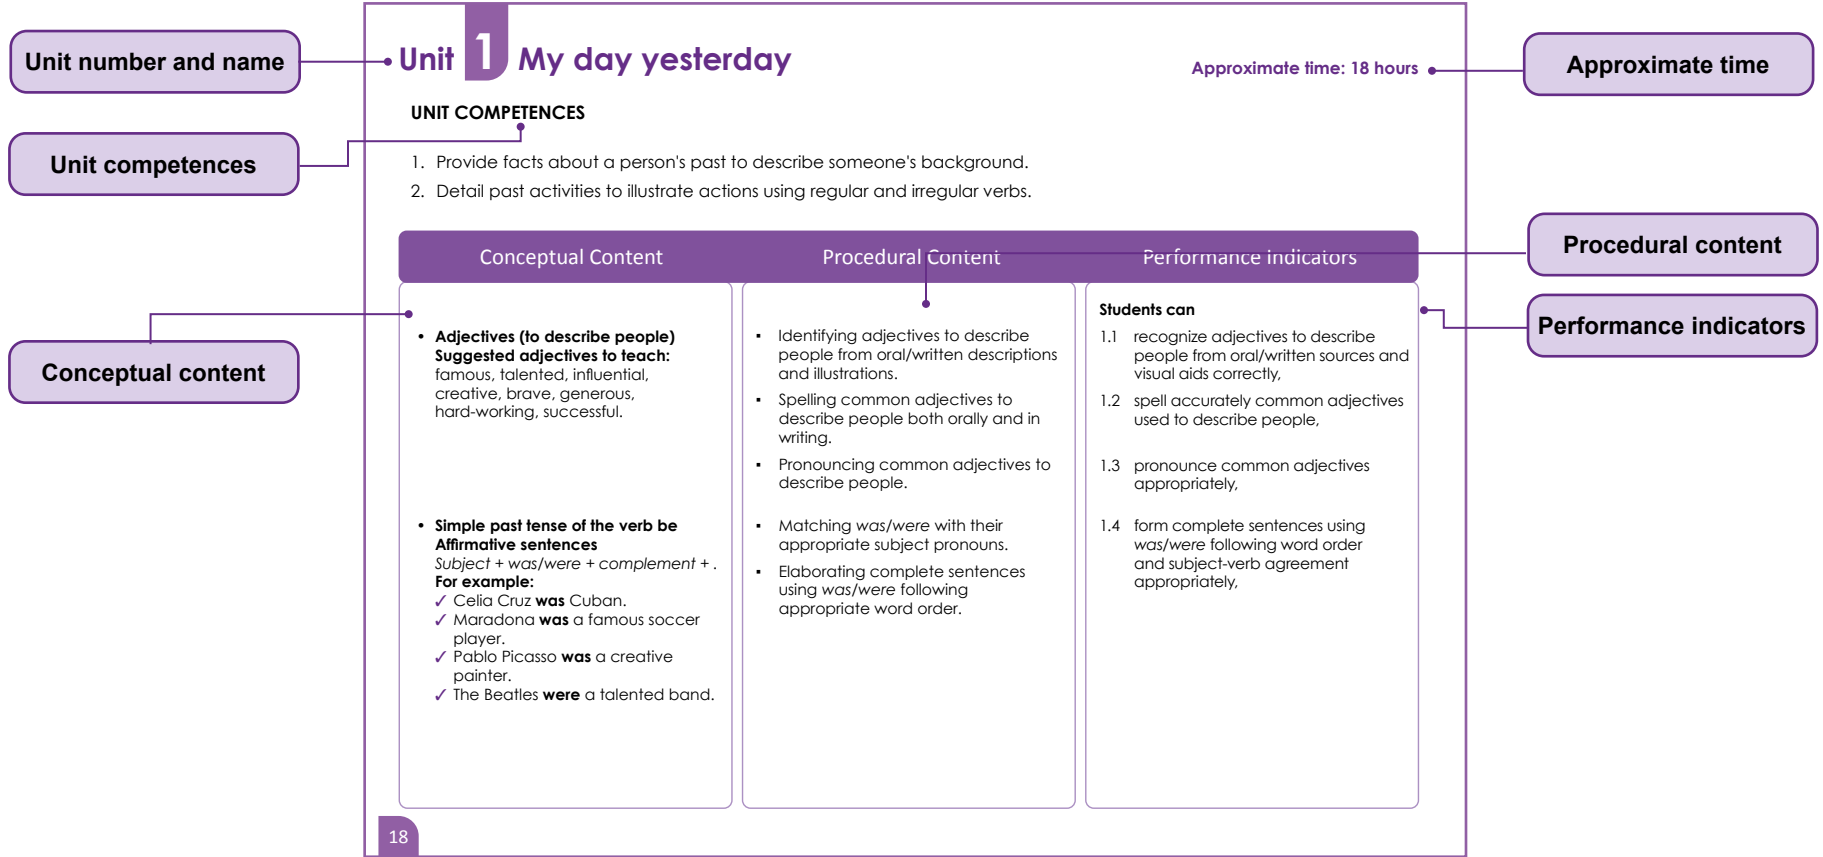 Unit number and name
Unit competences
Conceptual content
Unit 1 My day yesterday
Approximate time: 18 hours
UNIT COMPETENCES
1. Provide facts about a person's past to describe someone's background.
2. Detail past activities to illustrate actions using regular and irregular verbs.
Conceptual Content
• Adjectives (to describe people)
Suggested adjectives to teach:
famous, talented, influential,
creative, brave, generous,
hard-working, successful.
• Simple past tense of the verb be
Affirmative sentences
Subject + was/were + complement + .
For example:
✓ Celia Cruz was Cuban.
✓ Maradona was a famous soccer
player.
✓ Pablo Picasso was a creative
painter.
✓ The Beatles were a talented band.
Procedural Content
▪ Identifying adjectives to describe
people from oral/written descriptions
and illustrations.
▪ Spelling common adjectives to
describe people both orally and in
writing.
▪ Pronouncing common adjectives to
describe people.
▪ Matching was/were with their
appropriate subject pronouns.
▪ Elaborating complete sentences
using was/were following
appropriate word order.
Performance Indicators
Students can
1.1 recognize adjectives to describe
people from oral/written sources and
visual aids correctly,
1.2 spell accurately common adjectives
used to describe people,
1.3 pronounce common adjectives
appropriately,
1.4 form complete sentences using
was/were following word order
and subject-verb agreement
appropriately,
18
Approximate time
Procedural content
Performance indicators